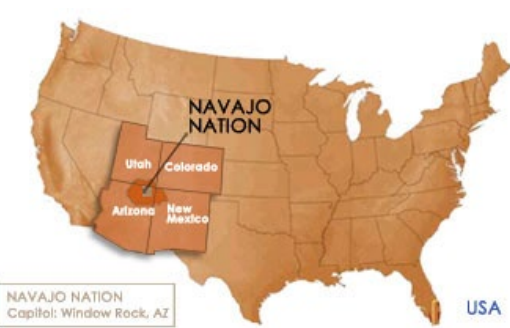 NAVAJO
NATION
Utah
Colorado
Arizona
New
Mexico
NAVAJO NATION
Capitol: Window Rock, AZ
USA